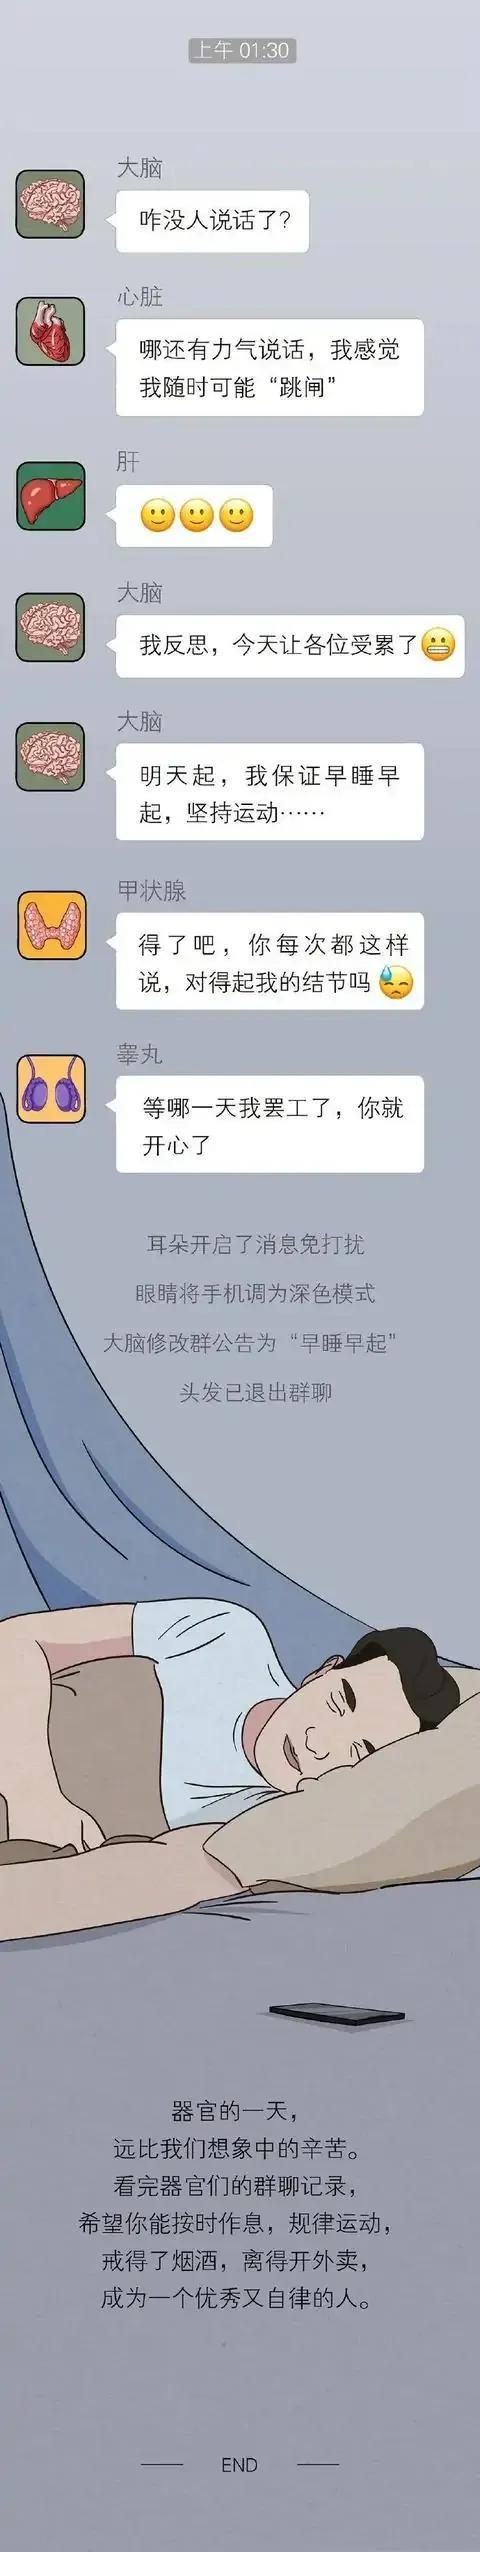 上午 01:30
大脑
咋没人说话了?
心脏
哪还有力气说话，我感觉
我随时可能“跳闸”
肝
🙂🙂🙂
大脑
我反思，今天让各位受累了😬
大脑
明天起，我保证早睡早
起，坚持运动……
甲状腺
得了吧，你每次都这样
说，对得起我的结节吗😓
睾丸
等哪一天我罢工了，你就
开心了
耳朵开启了消息免打扰
眼睛将手机调为深色模式
大脑修改群公告为“早睡早起”
头发已退出群聊
器官的一天，
远比我们想象中的辛苦。
看完器官们的群聊记录，
希望你能按时作息，规律运动，
戒得了烟酒，离得开外卖，
成为一个优秀又自律的人。
END